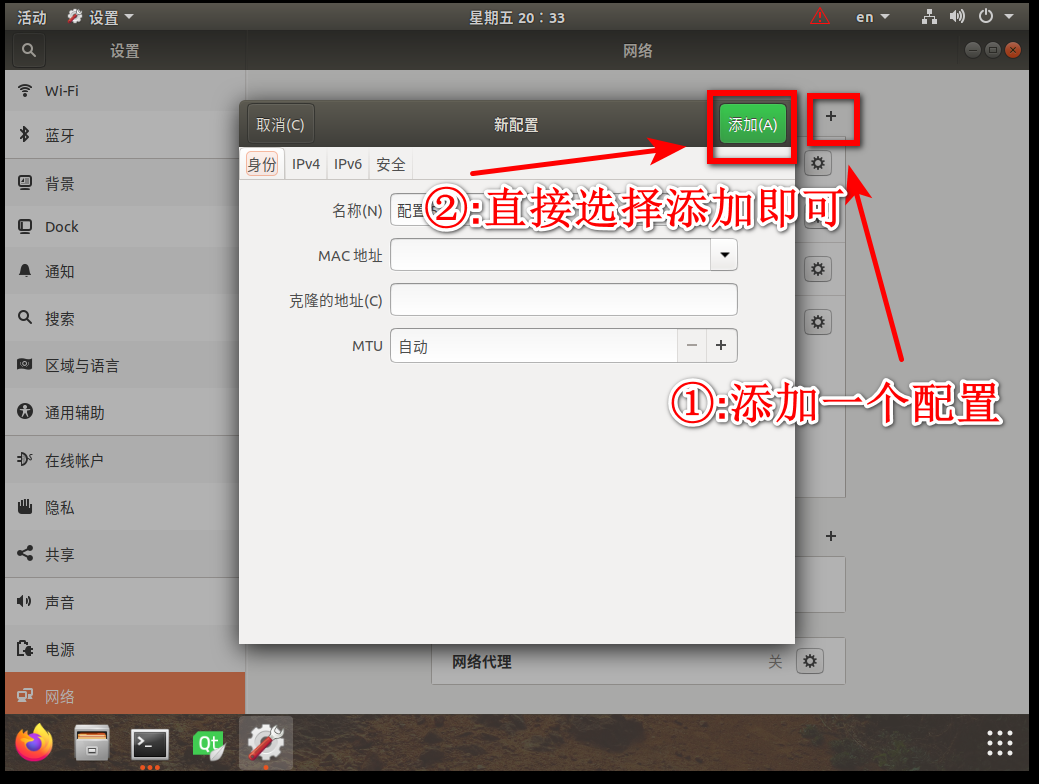 活动 设置 星期五 20：33 en
设置 网络
Wi-Fi
蓝牙
背景
Dock
通知
搜索
区域与语言
通用辅助
在线帐户
隐私
共享
声音
电源
网络
取消(C) 新配置 添加(A)
身份 IPv4 IPv6 安全
名称(N) 配置
②:直接选择添加即可
MAC 地址
克隆的地址(C)
MTU 自动
①:添加一个配置
网络代理 关
Qt